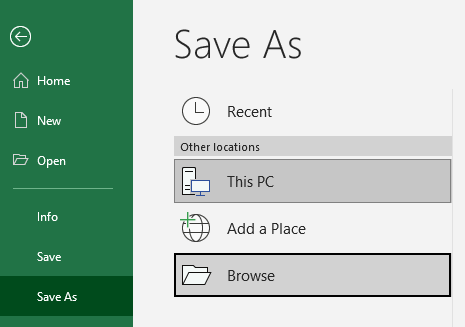 Save As
Home
New
Open
Info
Save
Save As
Recent
Other locations
This PC
Add a Place
Browse